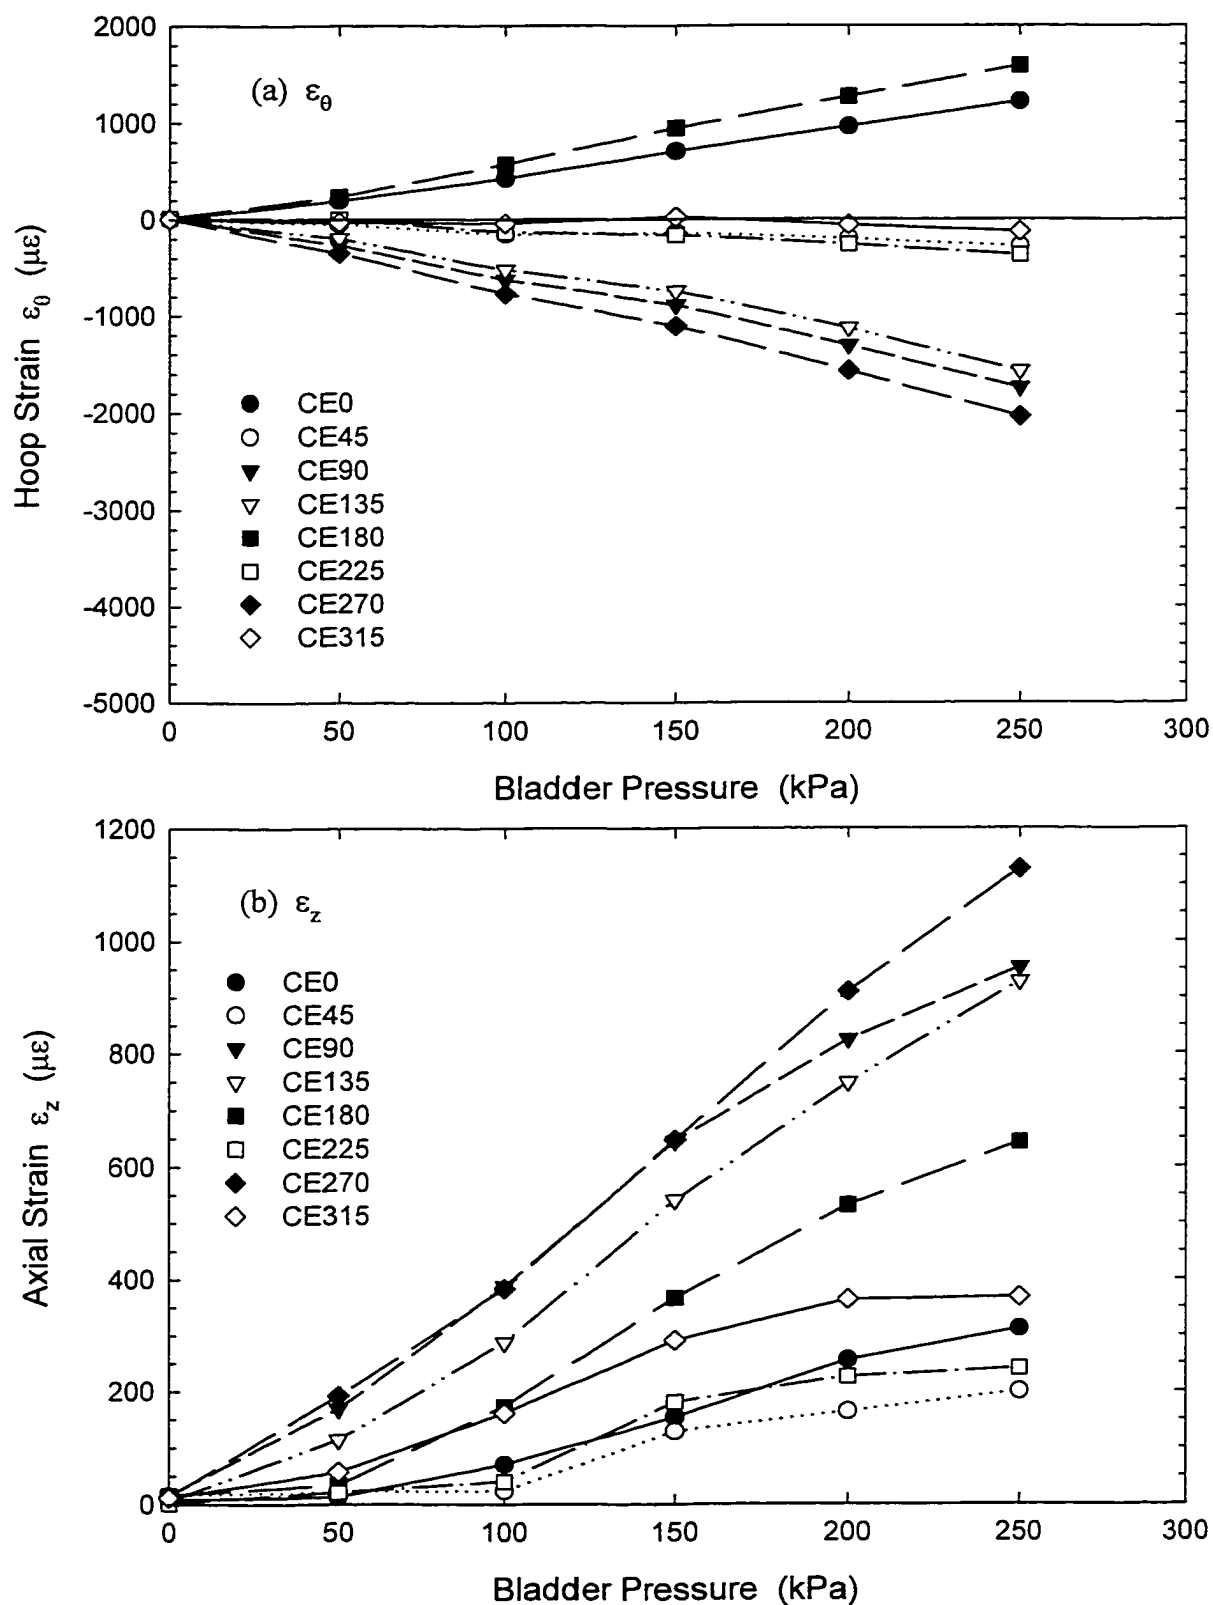 2000
(a) εθ
1000
0
-1000
-2000
-3000
-4000
-5000
Hoop Strain εθ (με)
CE0
CE45
CE90
CE135
CE180
CE225
CE270
CE315
0 50 100 150 200 250 300
Bladder Pressure (kPa)
1200
(b) εz
1000
800
600
400
200
0
Axial Strain εz (με)
CE0
CE45
CE90
CE135
CE180
CE225
CE270
CE315
0 50 100 150 200 250 300
Bladder Pressure (kPa)